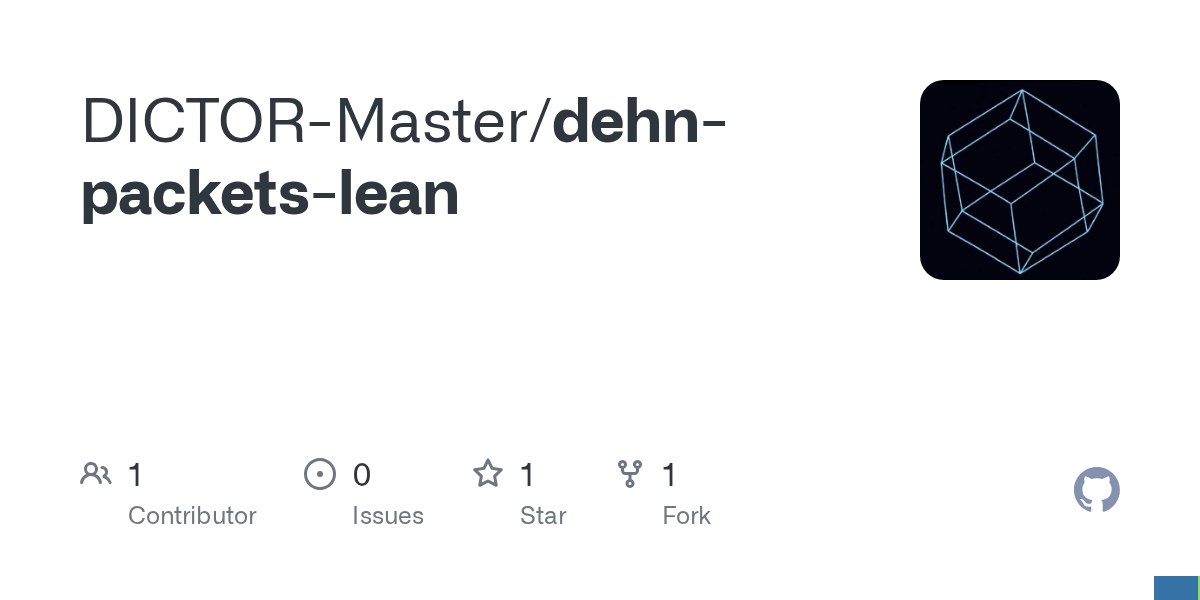 DICTOR-Master/dehn-
packets-lean
1
Contributor
0
Issues
1
Star
1
Fork